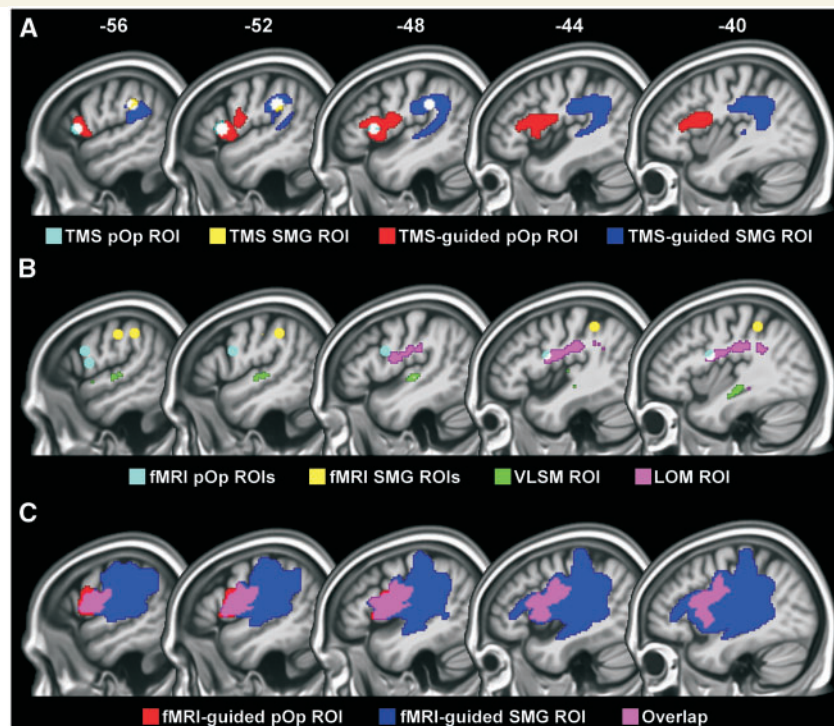 A
-56 -52 -48 -44 -40
TMS pOp ROI TMS SMG ROI TMS-guided pOp ROI TMS-guided SMG ROI
B
fMRI pOp ROIs fMRI SMG ROIs VLSM ROI LOM ROI
C
fMRI-guided pOp ROI fMRI-guided SMG ROI Overlap